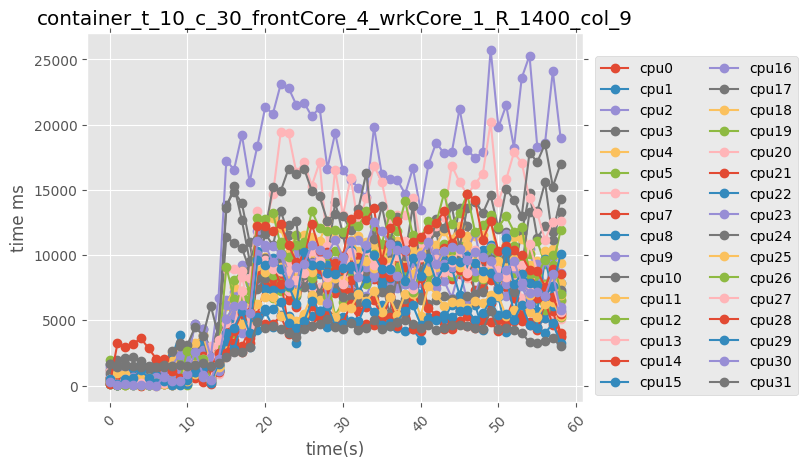 container_t_10_c_30_frontCore_4_wrkCore_1_R_1400_col_9
25000
20000
15000
10000
5000
0
time ms
0 10 20 30 40 50 60
time(s)
cpu0 cpu16
cpu1 cpu17
cpu2 cpu18
cpu3 cpu19
cpu4 cpu20
cpu5 cpu21
cpu6 cpu22
cpu7 cpu23
cpu8 cpu24
cpu9 cpu25
cpu10 cpu26
cpu11 cpu27
cpu12 cpu28
cpu13 cpu29
cpu14 cpu30
cpu15 cpu31